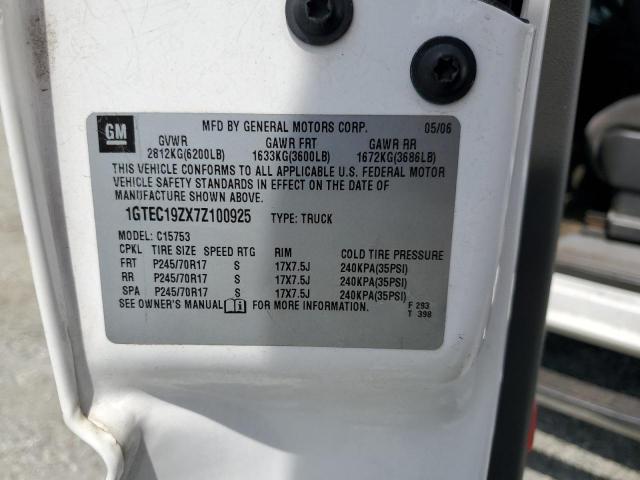 GM
MFD BY GENERAL MOTORS CORP. 05/06
GVWR GAWR FRT GAWR RR
2812KG(6200LB) 1633KG(3600LB) 1672KG(3686LB)
THIS VEHICLE CONFORMS TO ALL APPLICABLE U.S. FEDERAL MOTOR
VEHICLE SAFETY STANDARDS IN EFFECT ON THE DATE OF
MANUFACTURE SHOWN ABOVE.
1GTEC19ZX7Z100925 TYPE: TRUCK
MODEL: C15753
CPKL TIRE SIZE SPEED RTG RIM COLD TIRE PRESSURE
FRT P245/70R17 S 17X7.5J 240KPA(35PSI)
RR P245/70R17 S 17X7.5J 240KPA(35PSI)
SPA P245/70R17 S 17X7.5J 240KPA(35PSI)
SEE OWNER'S MANUAL FOR MORE INFORMATION. F 293
T 398